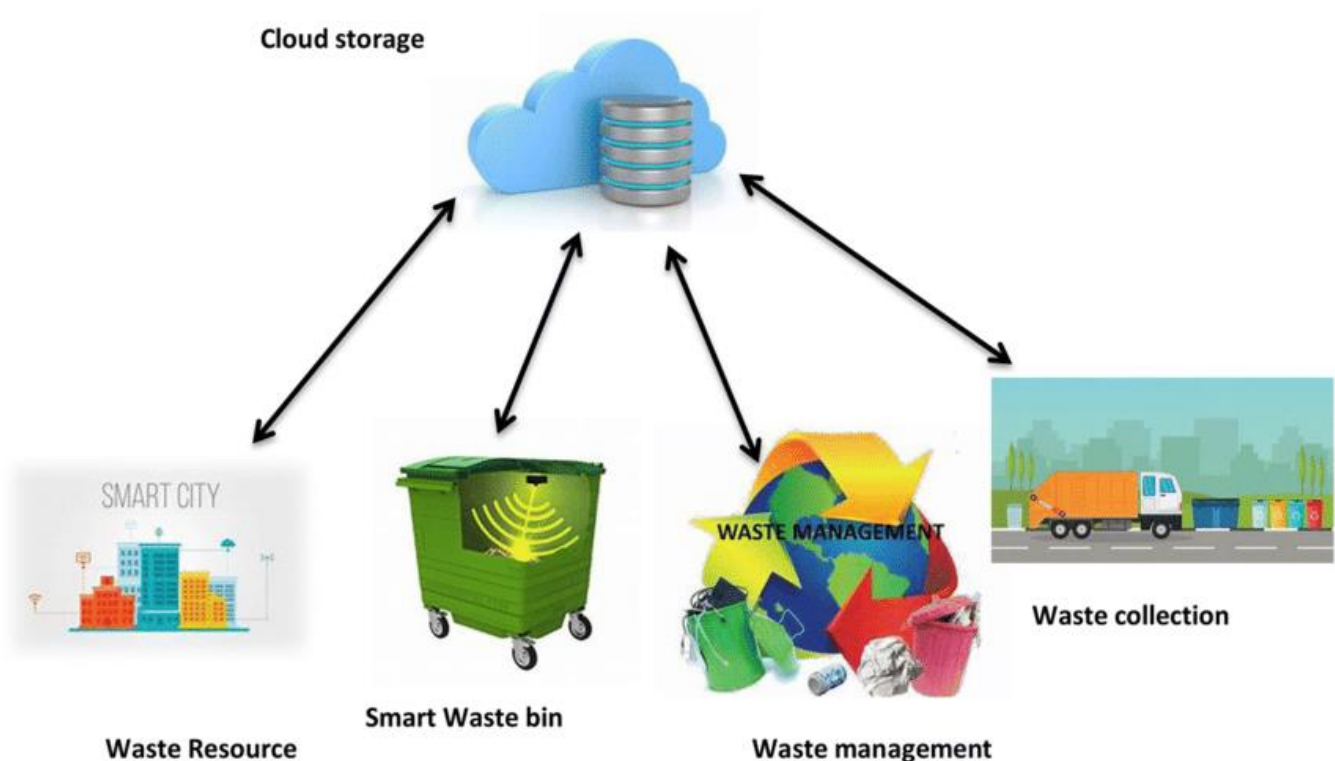 Cloud storage
SMART CITY
WASTE MANAGEMENT
Waste collection
Smart Waste bin
Waste Resource
Waste management